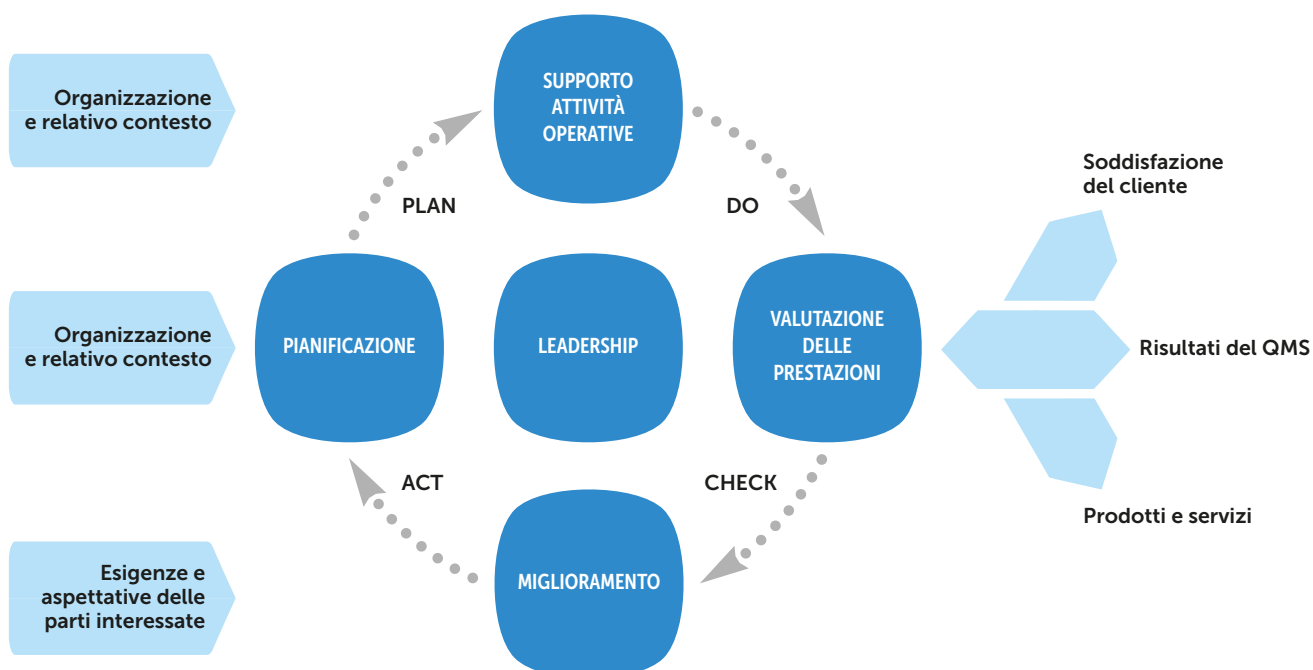 Organizzazione
e relativo contesto
SUPPORTO
ATTIVITÀ
OPERATIVE
PLAN
DO
Soddisfazione
del cliente
Organizzazione
e relativo contesto
PIANIFICAZIONE
LEADERSHIP
VALUTAZIONE
DELLE
PRESTAZIONI
Risultati del QMS
ACT
CHECK
Prodotti e servizi
Esigenze e
aspettative delle
parti interessate
MIGLIORAMENTO